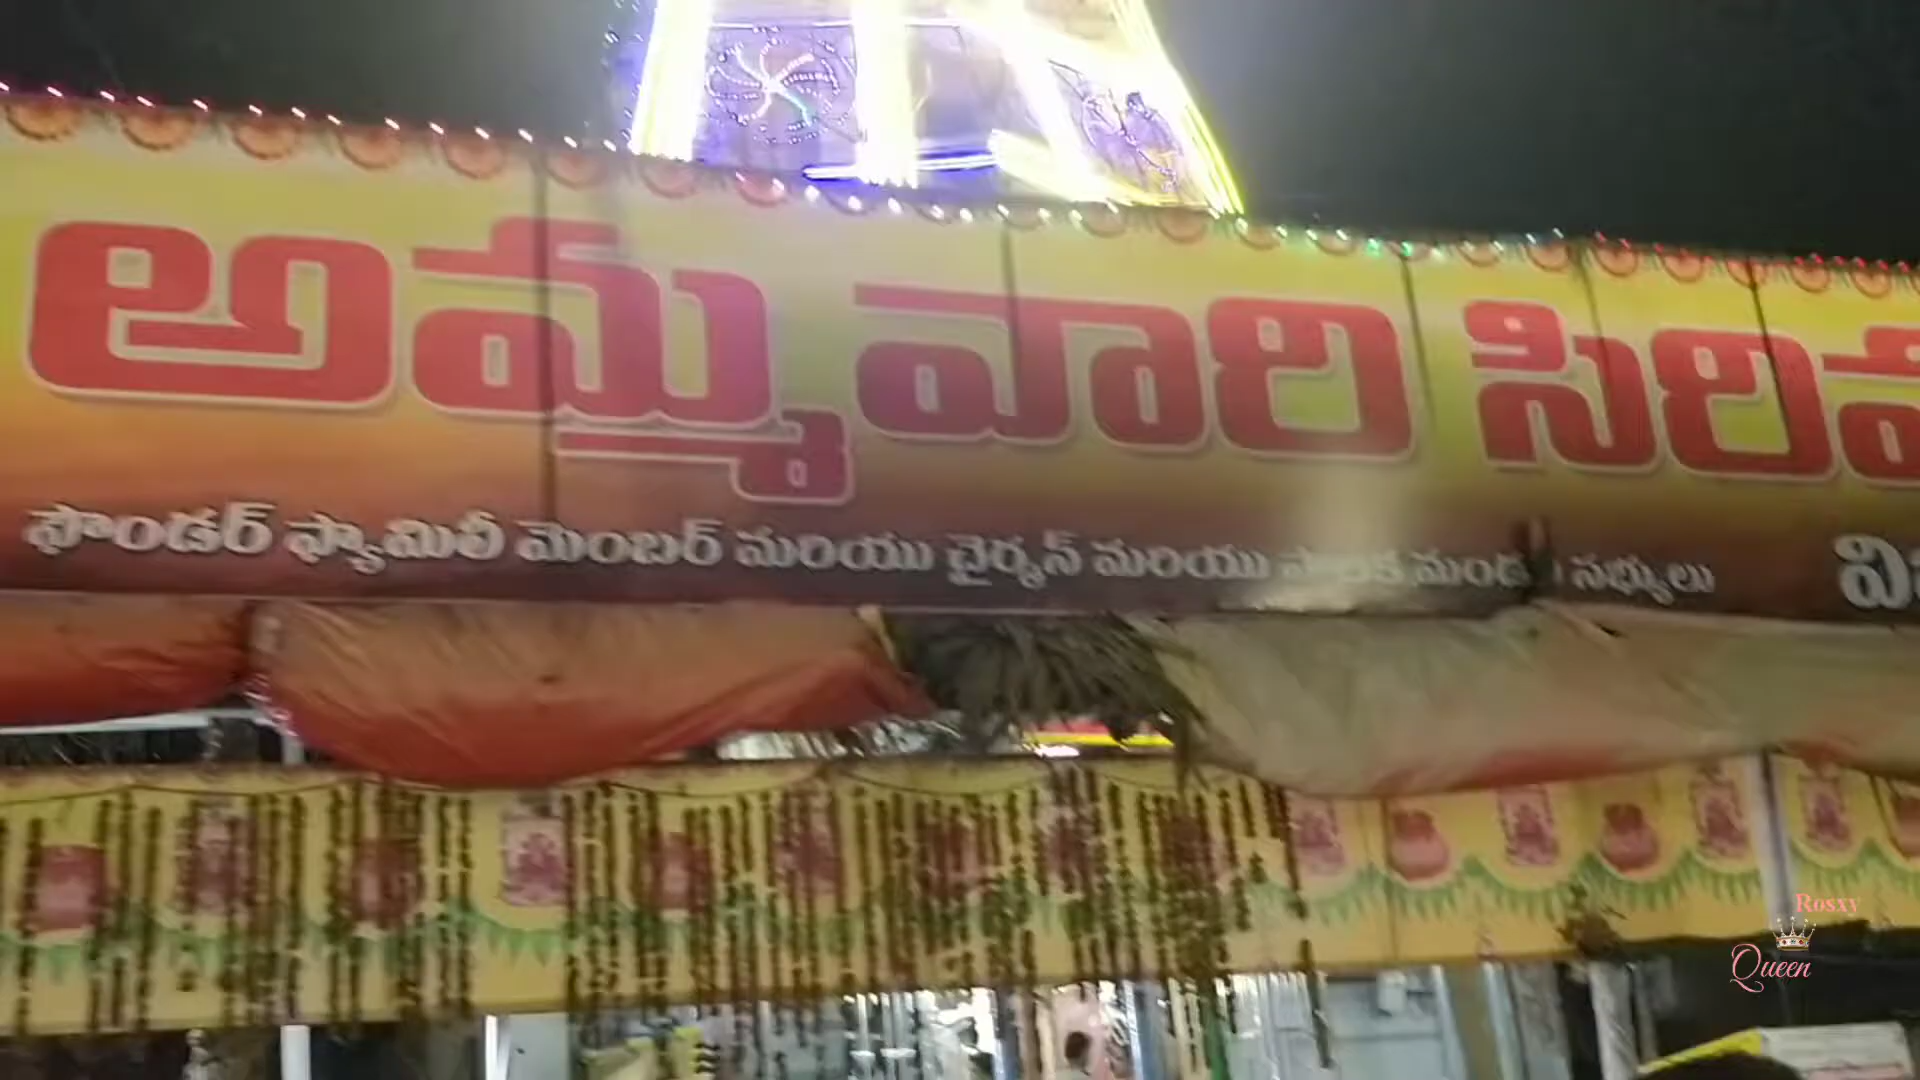 అమ్మవారి సిరి
ఫౌండర్ ఫ్యామిలీ మెంబర్ మరియు చైర్మన్ మరియు సభ్యులు
Rosxy
Queen